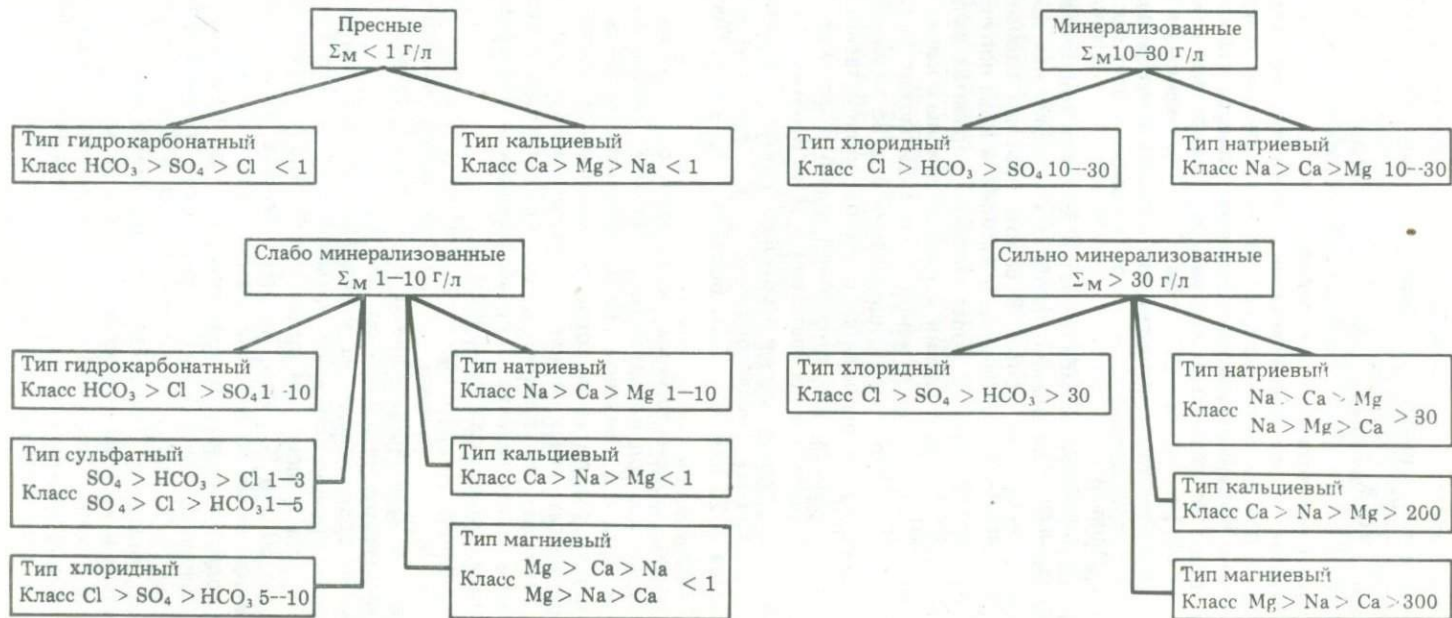 Пресные
Σм < 1 г/л
Тип гидрокарбонатный
Класс HCO₃ > SO₄ > Cl < 1
Тип кальциевый
Класс Ca > Mg > Na < 1
Минерализованные
Σм 10–30 г/л
Тип хлоридный
Класс Cl > HCO₃ > SO₄ 10--30
Тип натриевый
Класс Na > Ca > Mg 10--30
Слабо минерализованные
Σм 1–10 г/л
Тип гидрокарбонатный
Класс HCO₃ > Cl > SO₄ 1-10
Тип сульфатный
SO₄ > HCO₃ > Cl 1–3
Класс
SO₄ > Cl > HCO₃ 1–5
Тип хлоридный
Класс Cl > SO₄ > HCO₃ 5--10
Тип натриевый
Класс Na > Ca > Mg 1–10
Тип кальциевый
Класс Ca > Na > Mg < 1
Тип магниевый
Mg > Ca > Na
Класс < 1
Mg > Na > Ca
Сильно минерализованные
Σм > 30 г/л
Тип хлоридный
Класс Cl > SO₄ > HCO₃ > 30
Тип натриевый
Na > Ca > Mg
Класс > 30
Na > Mg > Ca
Тип кальциевый
Класс Ca > Na > Mg > 200
Тип магниевый
Класс Mg > Na > Ca > 300